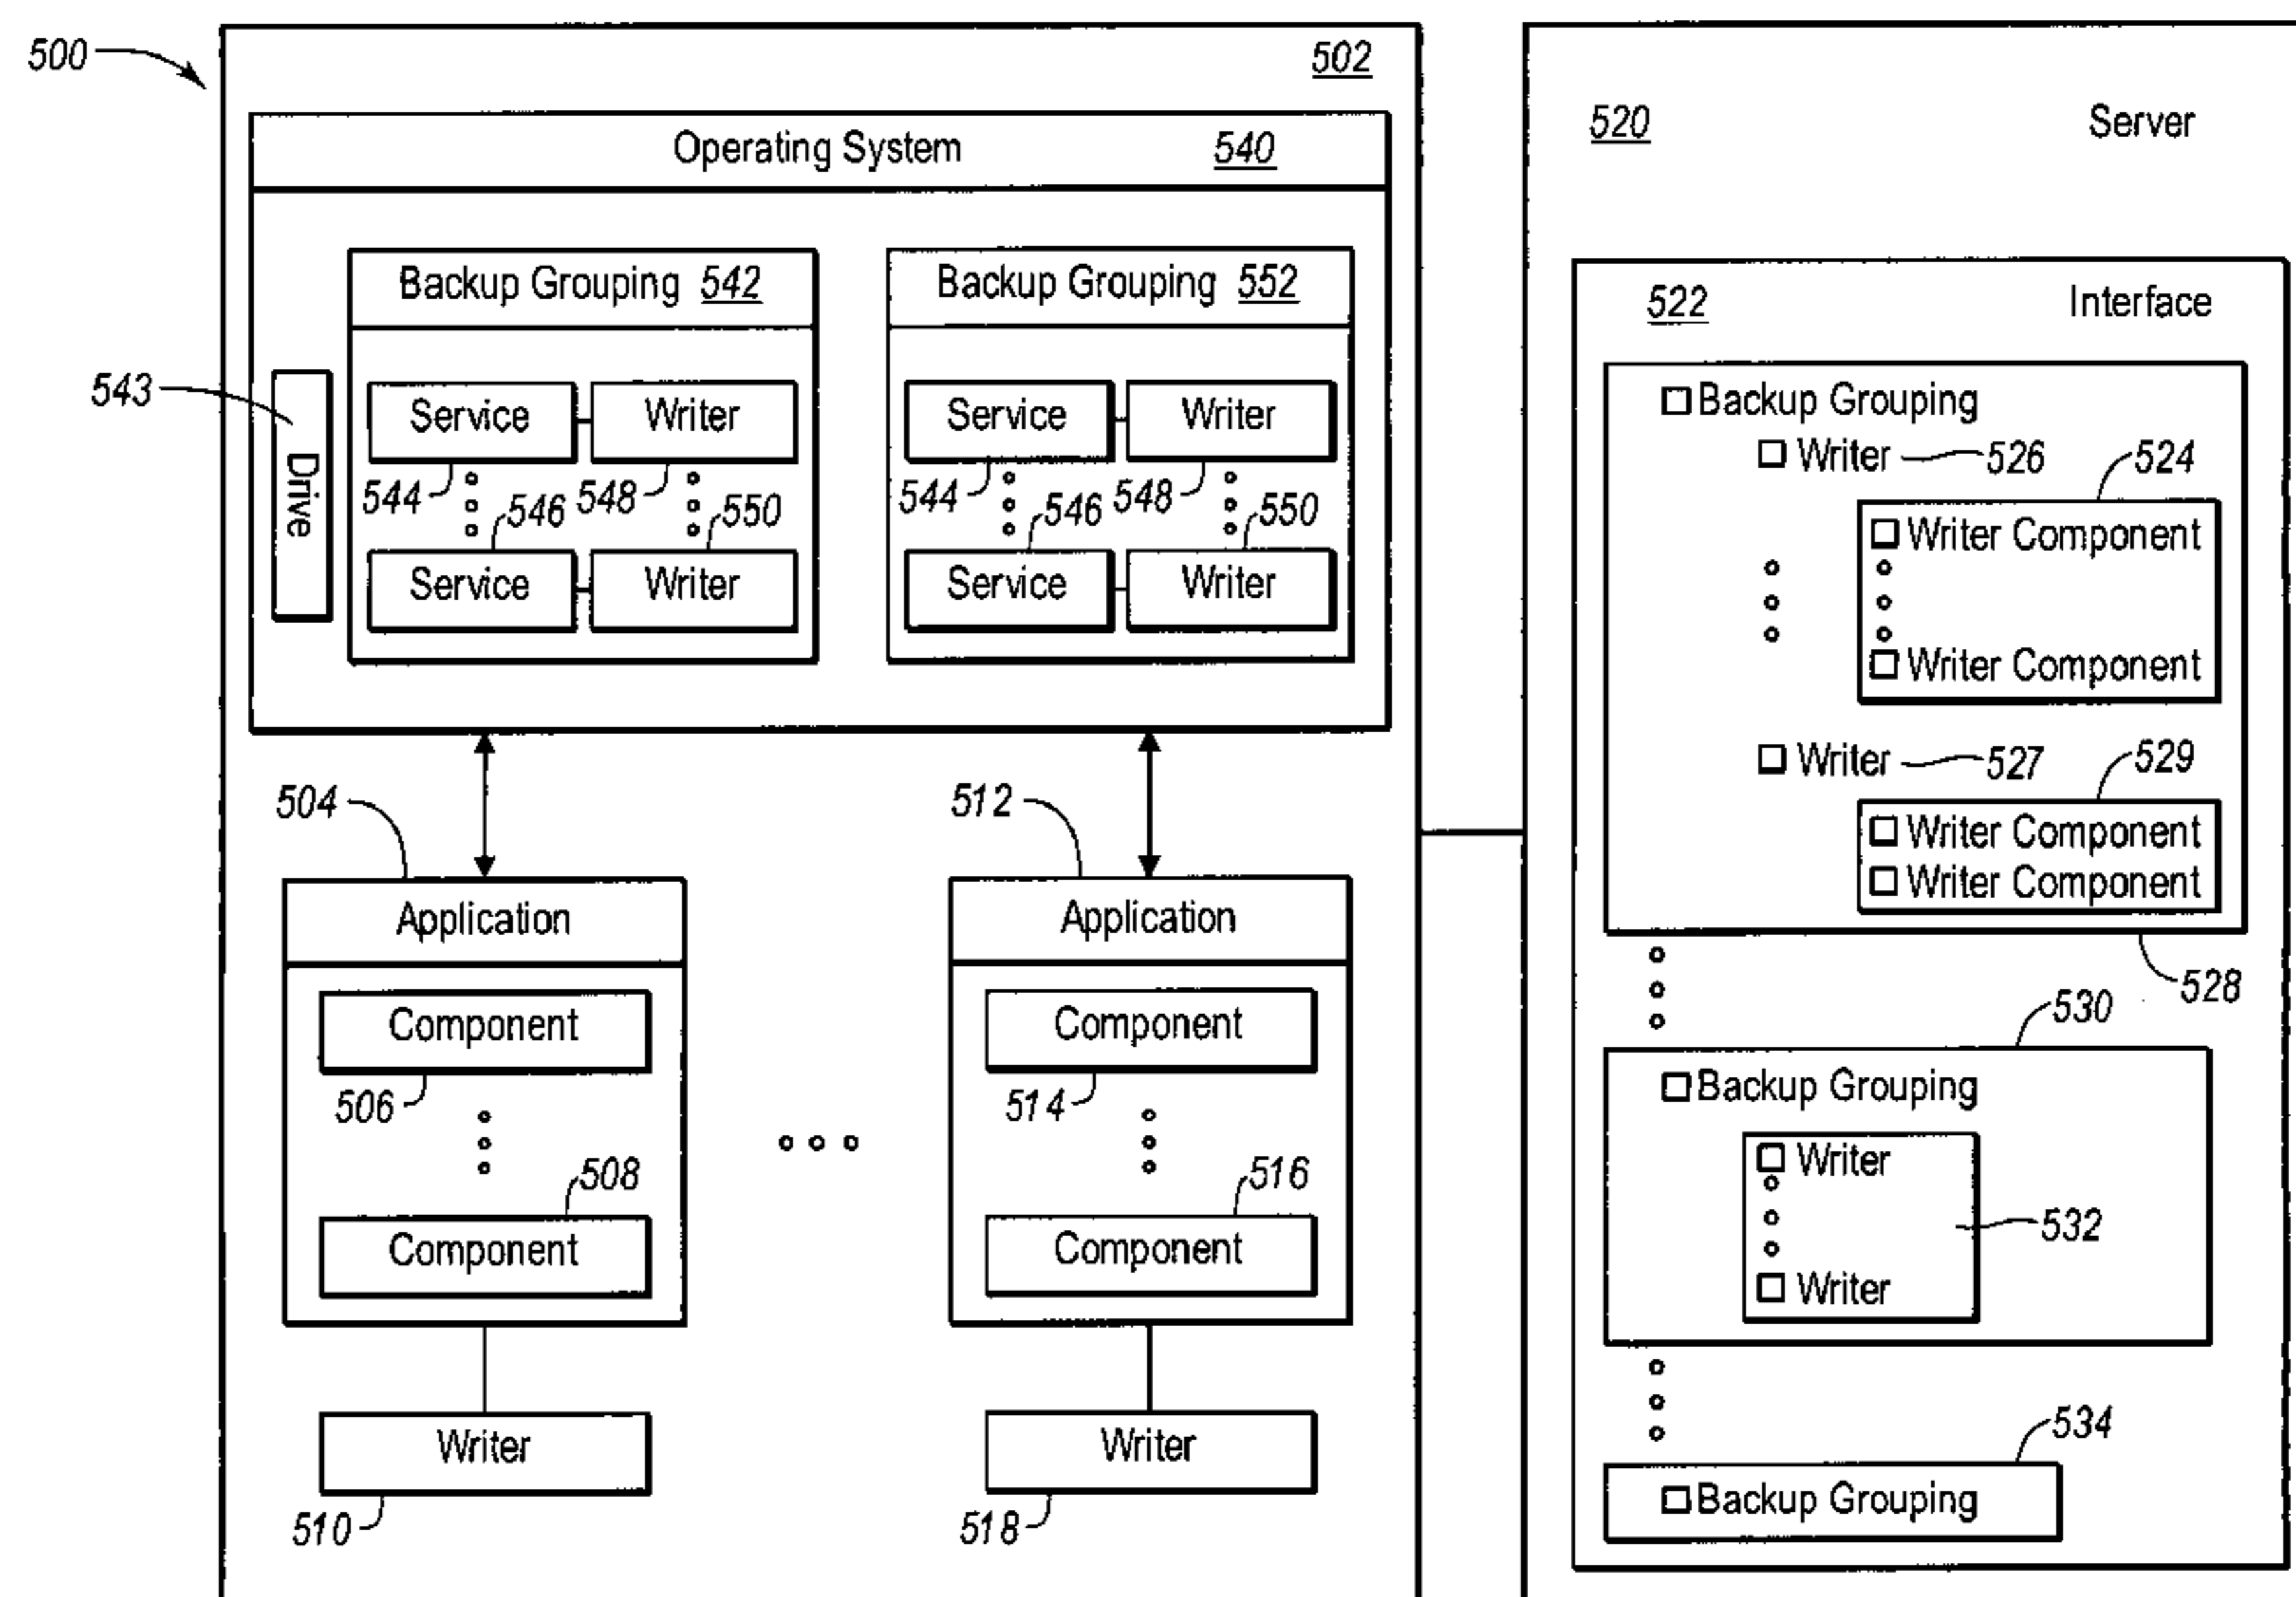 500
502
Operating System 540
Backup Grouping 542
Backup Grouping 552
543
Drive
Service Writer
Service Writer
544 548
544 548
546 550
546 550
Service Writer
Service Writer
504
512
Application
Application
Component
Component
506
514
508
516
Component
Component
Writer
Writer
510
518
520 Server
522 Interface
Backup Grouping
Writer 526
524
Writer Component
Writer Component
Writer 527
529
Writer Component
Writer Component
528
530
Backup Grouping
Writer
532
Writer
534
Backup Grouping